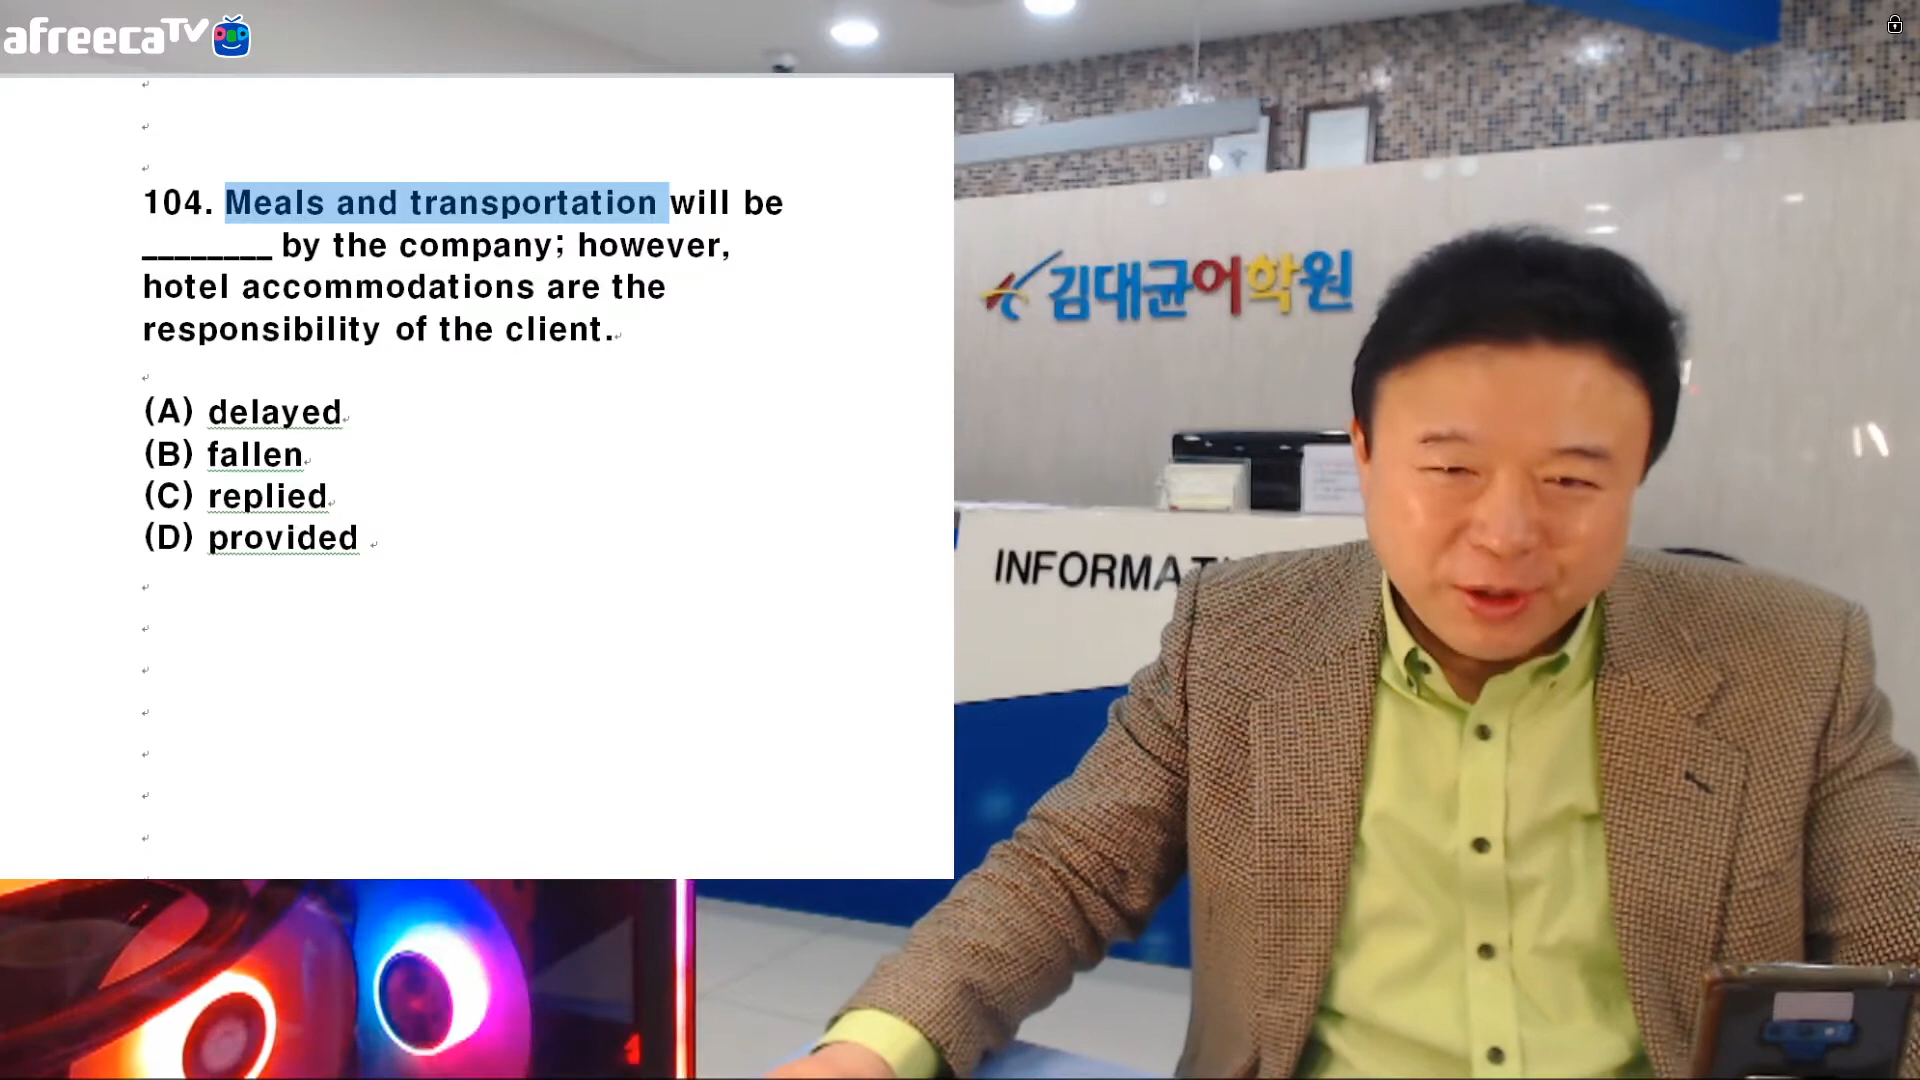 afreecaTV
104. Meals and transportation will be
________ by the company; however,
hotel accommodations are the
responsibility of the client.
(A) delayed
(B) fallen
(C) replied
(D) provided
김대균어학원
INFORMAT